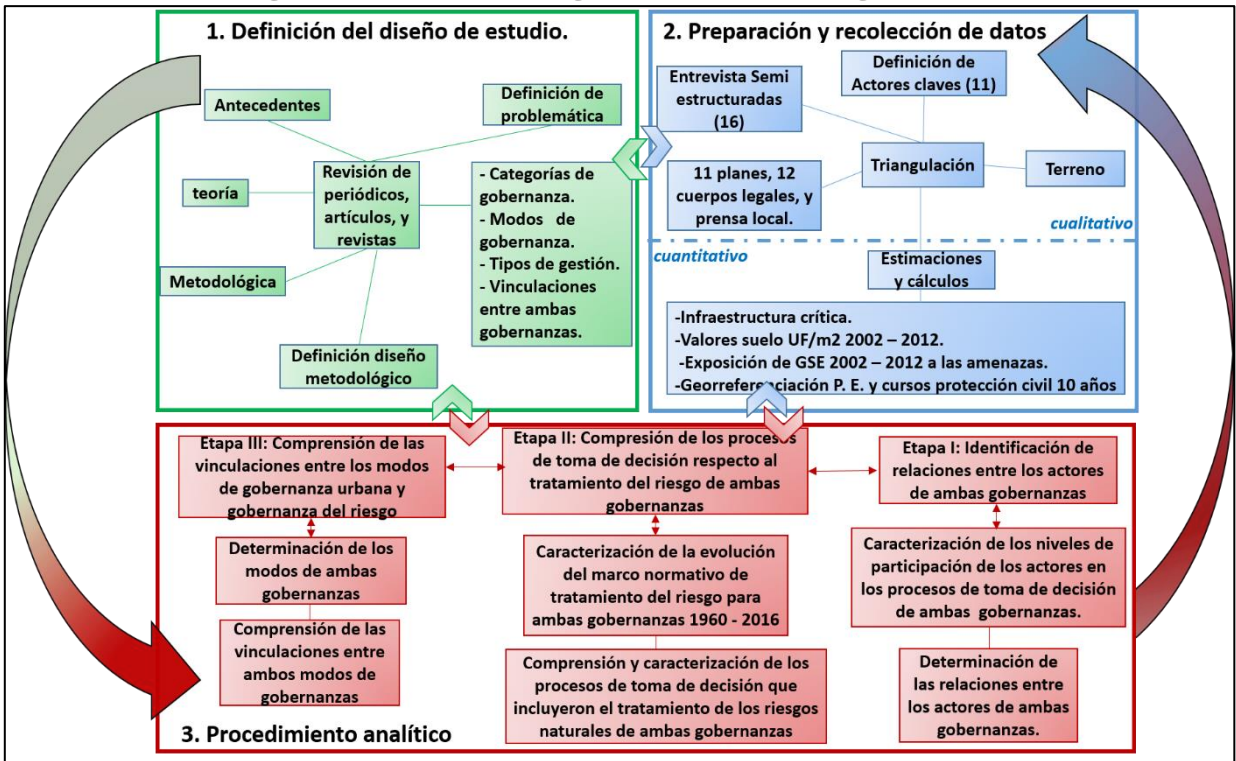 1. Definición del diseño de estudio.
Antecedentes
Definición de
problemática
teoría
Revisión de
periódicos,
artículos, y
revistas
- Categorías de
gobernanza.
- Modos de
gobernanza.
- Tipos de gestión.
- Vinculaciones
entre ambas
gobernanzas.
Metodológica
Definición diseño
metodológico
2. Preparación y recolección de datos
Entrevista Semi
estructuradas
(16)
Definición de
Actores claves (11)
11 planes, 12
cuerpos legales, y
prensa local.
Triangulación
Terreno
cualitativo
cuantitativo
Estimaciones
y cálculos
-Infraestructura crítica.
-Valores suelo UF/m2 2002 – 2012.
-Exposición de GSE 2002 – 2012 a las amenazas.
-Georreferenciación P. E. y cursos protección civil 10 años
Etapa III: Comprensión de las
vinculaciones entre los modos
de gobernanza urbana y
gobernanza del riesgo
Determinación de los
modos de ambas
gobernanzas
Comprensión de las
vinculaciones entre
ambos modos de
gobernanzas
Etapa II: Compresión de los procesos
de toma de decisión respecto al
tratamiento del riesgo de ambas
gobernanzas
Caracterización de la evolución
del marco normativo de
tratamiento del riesgo para
ambas gobernanzas 1960 - 2016
Comprensión y caracterización de los
procesos de toma de decisión que
incluyeron el tratamiento de los riesgos
naturales de ambas gobernanzas
Etapa I: Identificación de
relaciones entre los actores
de ambas gobernanzas
Caracterización de los niveles de
participación de los actores en
los procesos de toma de decisión
de ambas gobernanzas.
Determinación de
las relaciones entre
los actores de ambas
gobernanzas.
3. Procedimiento analítico